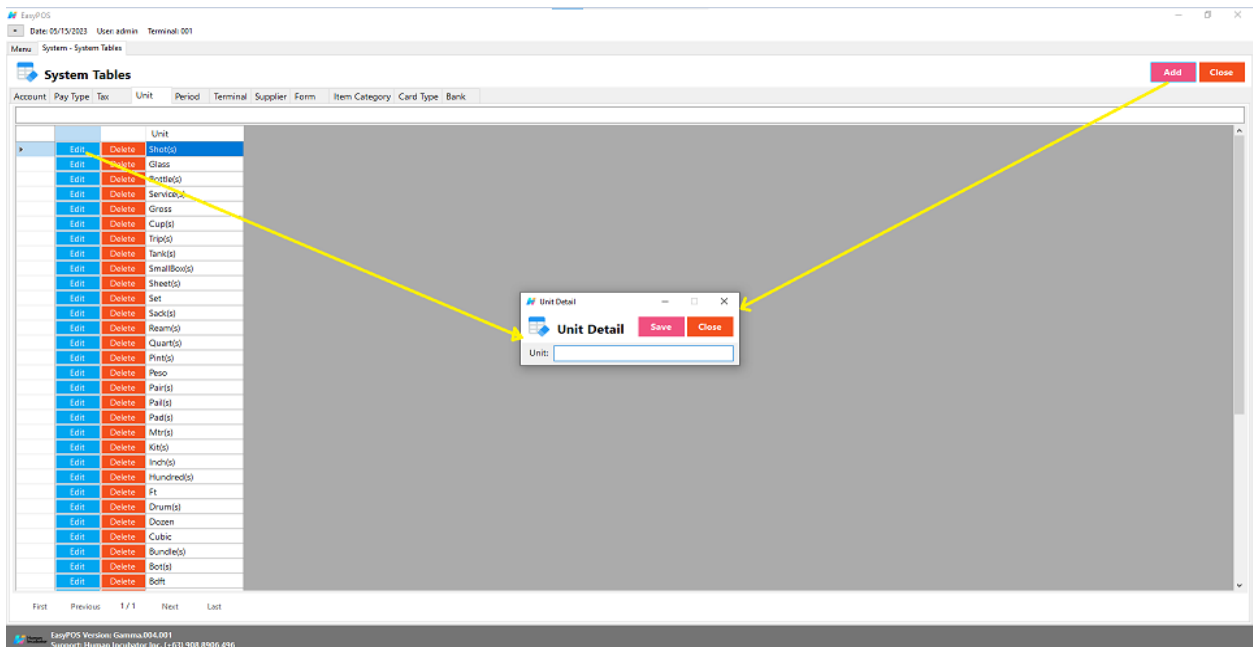 EasyPOS
Date: 05/15/2023 User: admin Terminal: 001
Menu System - System Tables
System Tables Add Close
Account Pay Type Tax Unit Period Terminal Supplier Form Item Category Card Type Bank
Unit
Edit Delete Shot(s)
Edit Delete Glass
Edit Delete Bottle(s)
Edit Delete Service(s)
Edit Delete Gross
Edit Delete Cup(s)
Edit Delete Trip(s)
Edit Delete Tank(s)
Edit Delete SmallBox(s)
Edit Delete Sheet(s)
Edit Delete Set
Edit Delete Sack(s)
Edit Delete Ream(s)
Edit Delete Quart(s)
Edit Delete Pint(s)
Edit Delete Peso
Edit Delete Pair(s)
Edit Delete Pail(s)
Edit Delete Pad(s)
Edit Delete Mtr(s)
Edit Delete Kit(s)
Edit Delete Inch(s)
Edit Delete Hundred(s)
Edit Delete Ft
Edit Delete Drum(s)
Edit Delete Dozen
Edit Delete Cubic
Edit Delete Bundle(s)
Edit Delete Bot(s)
Edit Delete Bdft
Unit Detail
Unit Detail Save Close
Unit:
First Previous 1 / 1 Next Last
Human Incubator
EasyPOS Version: Gamma.004.001
Support: Human Incubator Inc. (+63) 908 8906 496